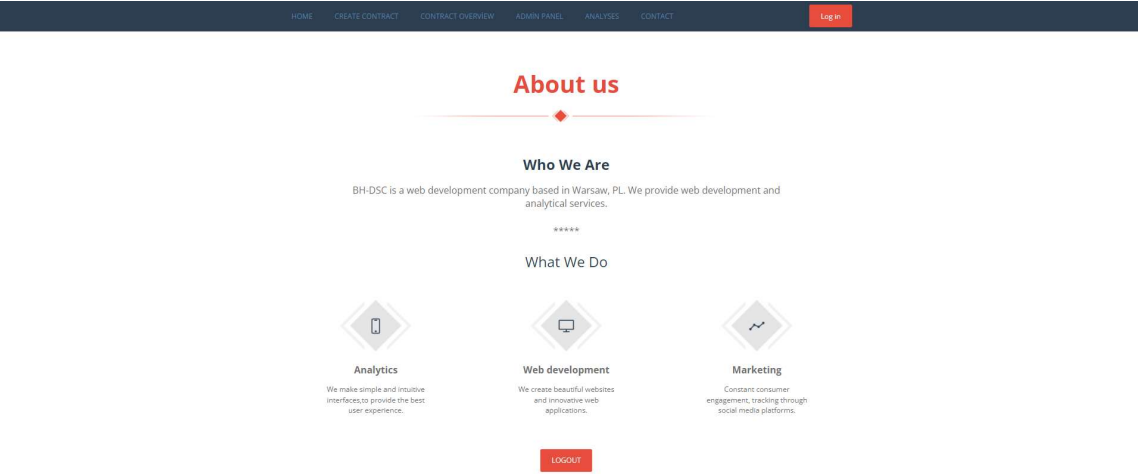 HOME CREATE CONTRACT CONTRACT OVERVIEW ADMIN PANEL ANALYSES CONTACT Log in
About us
Who We Are
BH-DSC is a web development company based in Warsaw, PL. We provide web development and
analytical services.
*****
What We Do
Analytics
We make simple and intuitive
interfaces,to provide the best
user experience.
Web development
We create beautiful websites
and innovative web
applications.
Marketing
Constant consumer
engagement, tracking through
social media platforms.
LOGOUT